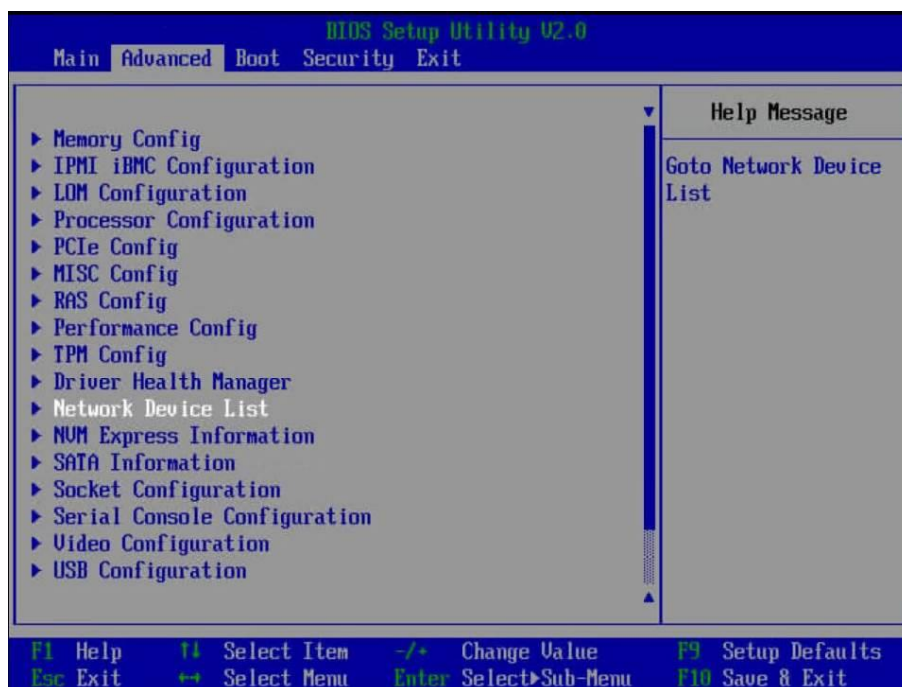 BIOS Setup Utility V2.0
Main Advanced Boot Security Exit
Help Message
▶ Memory Config
▶ IPMI iBMC Configuration
Goto Network Device
▶ LOM Configuration
List
▶ Processor Configuration
▶ PCIe Config
▶ MISC Config
▶ RAS Config
▶ Performance Config
▶ TPM Config
▶ Driver Health Manager
▶ Network Device List
▶ NVM Express Information
▶ SATA Information
▶ Socket Configuration
▶ Serial Console Configuration
▶ Video Configuration
▶ USB Configuration
F1 Help ↑↓ Select Item -/+ Change Value F9 Setup Defaults
Esc Exit ↔ Select Menu Enter Select▶Sub-Menu F10 Save & Exit